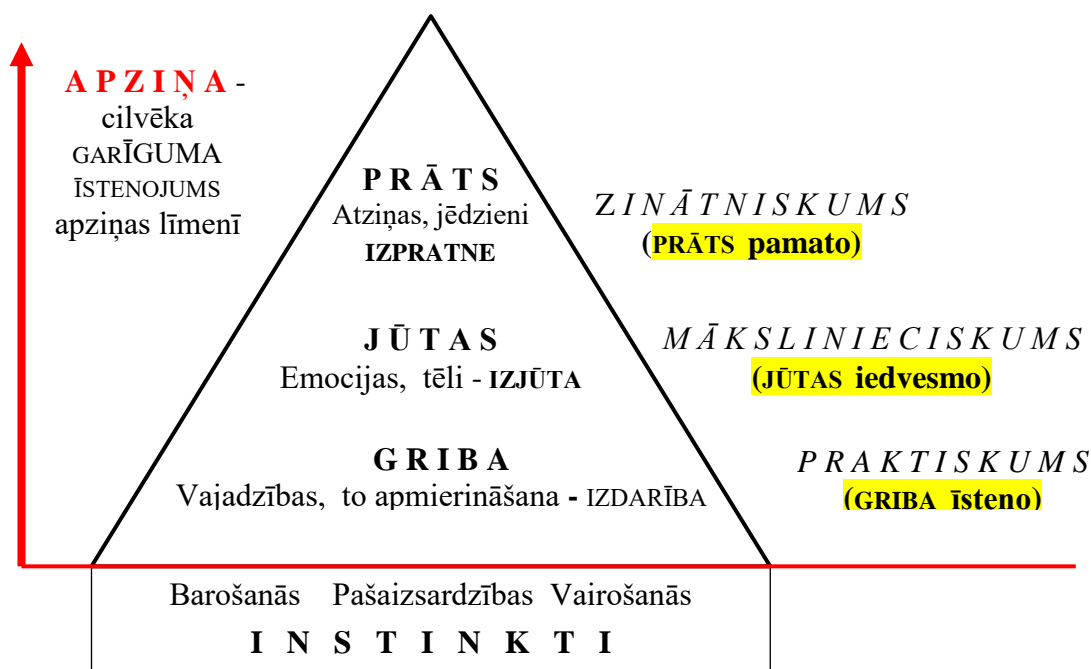 A P Z I Ņ A -
cilvēka
GARĪGUMA
ĪSTENOJUMS
apziņas līmenī
P R Ā T S
Atziņas, jēdzieni
IZPRATNE
Z I N Ā T N I S K U M S
(PRĀTS pamato)
J Ū T A S
Emocijas, tēli - IZJŪTA
M Ā K S L I N I E C I S K U M S
(JŪTAS iedvesmo)
G R I B A
Vajadzības, to apmierināšana - IZDARĪBA
P R A K T I S K U M S
(GRIBA īsteno)
Barošanās Pašaizsardzības Vairošanās
I N S T I N K T I